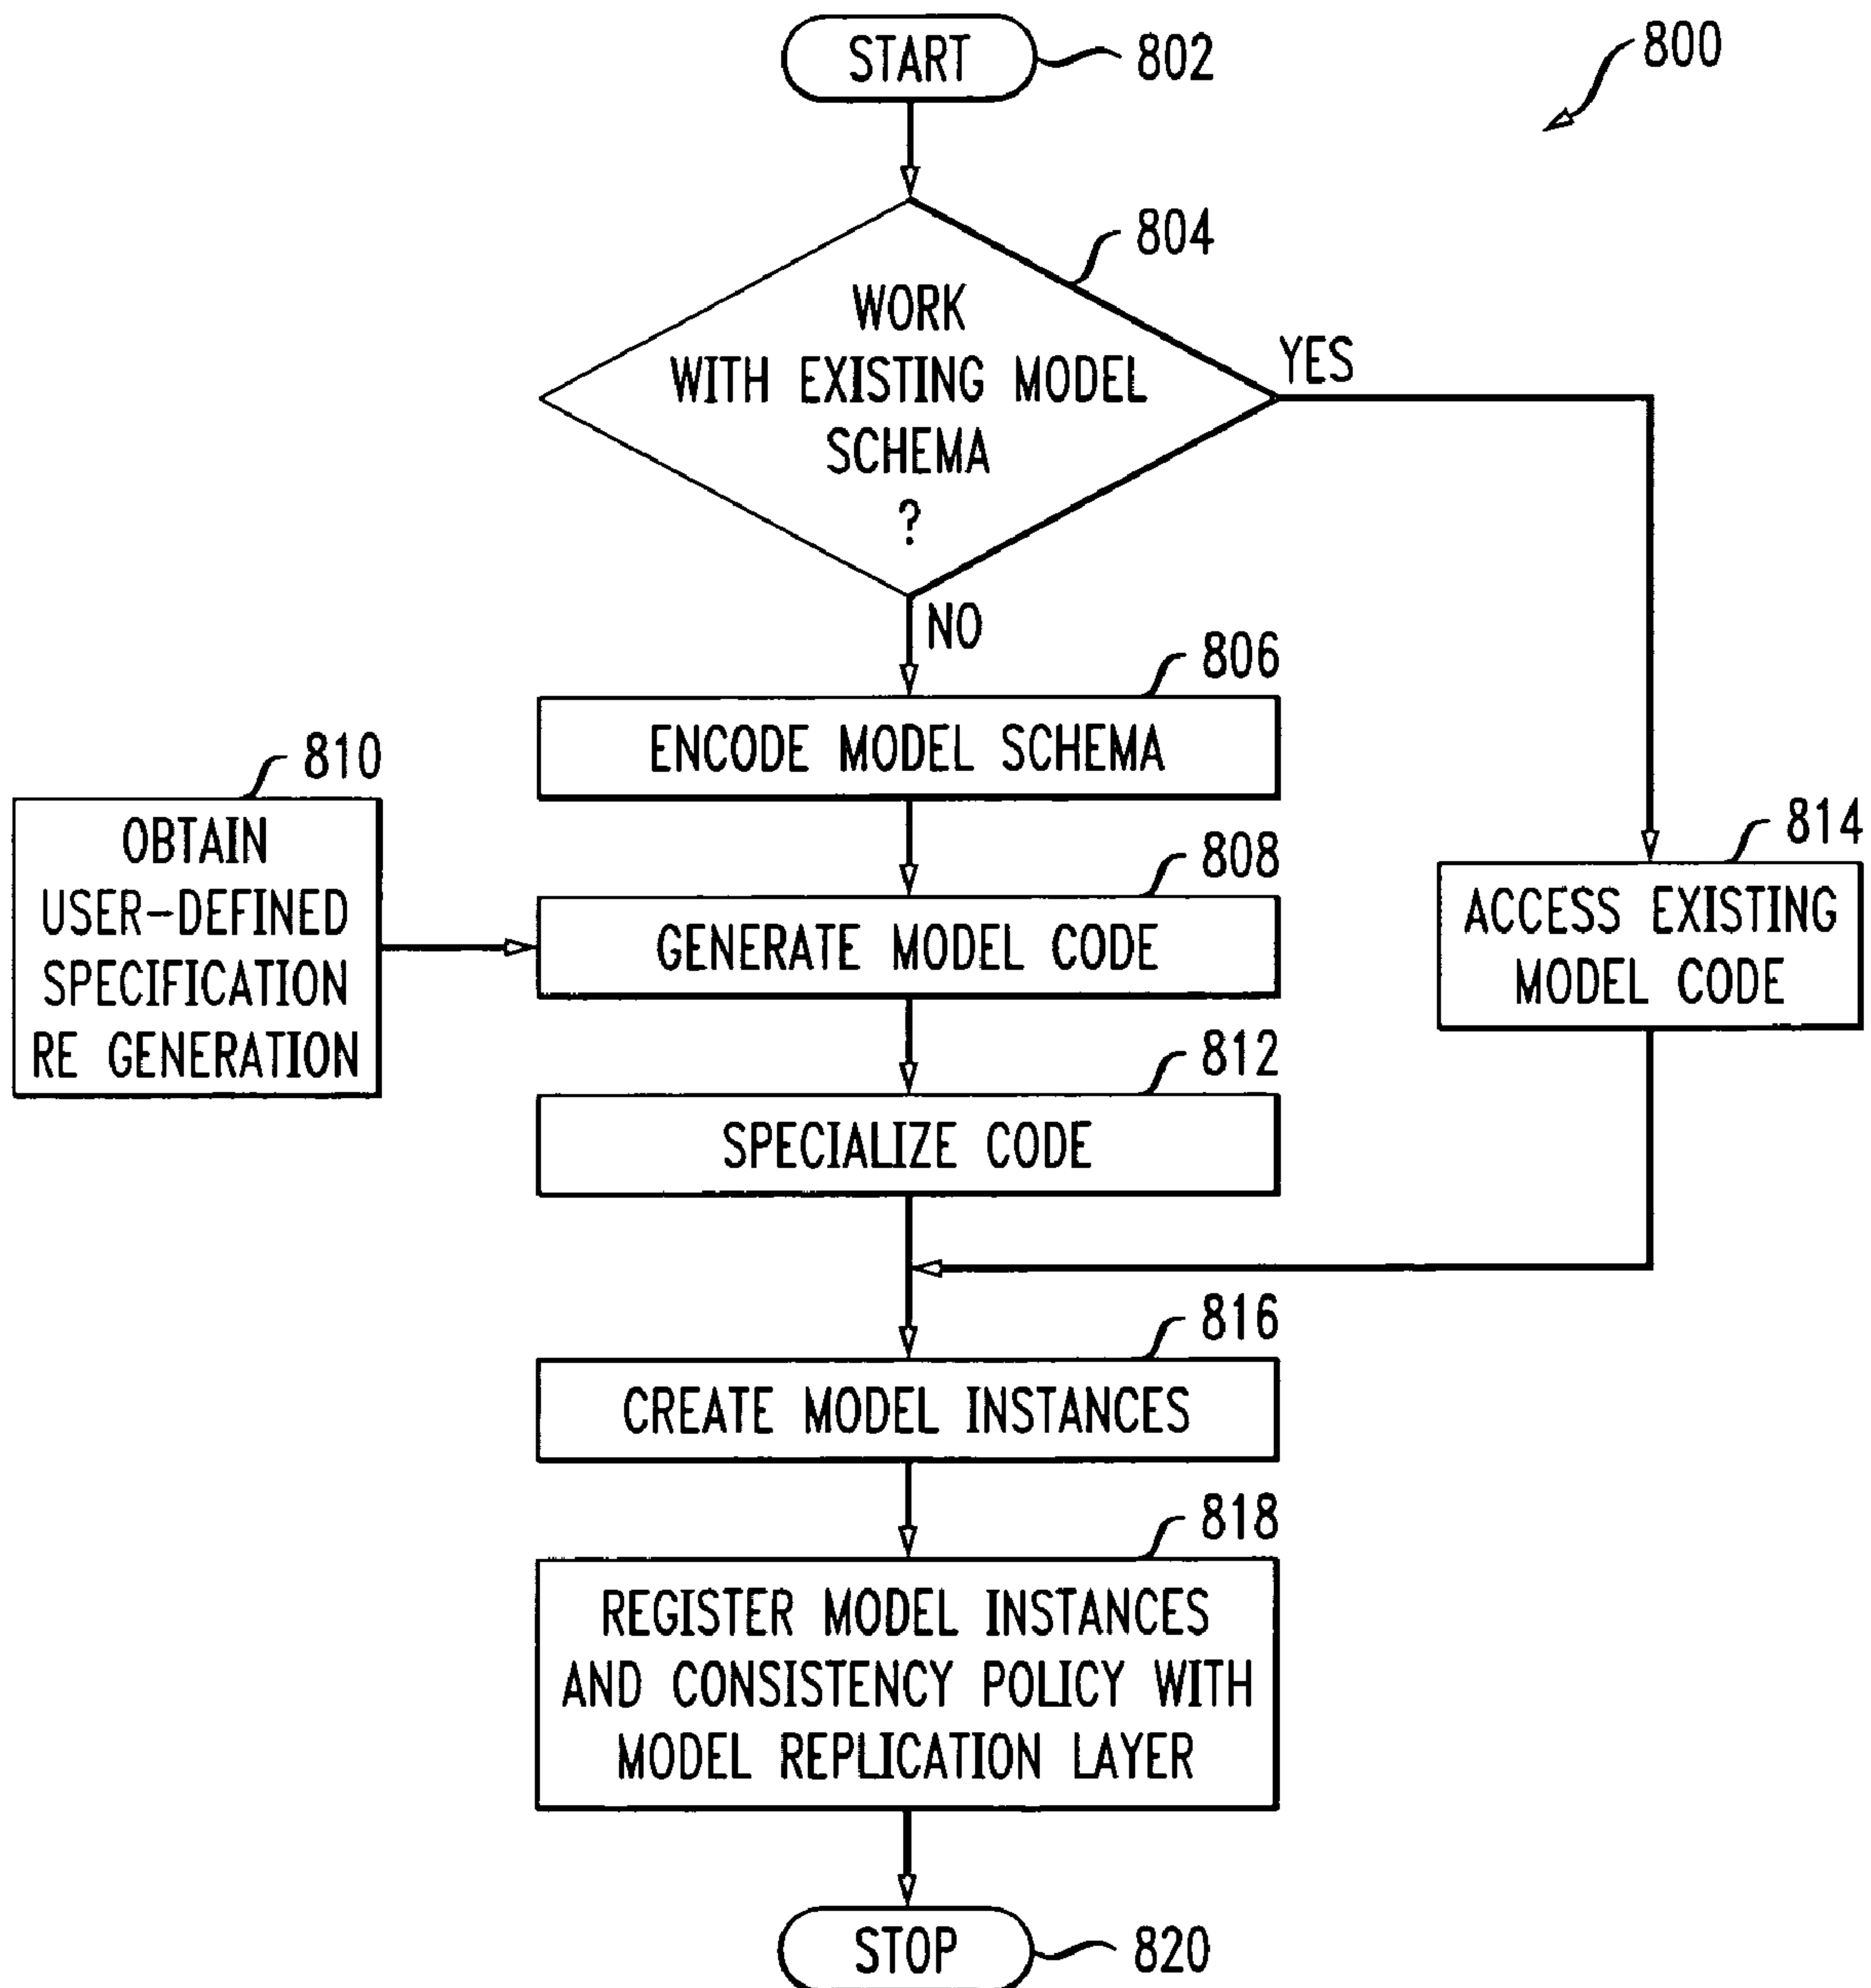 START
802
800
804
WORK
WITH EXISTING MODEL
SCHEMA
?
YES
NO
806
ENCODE MODEL SCHEMA
810
OBTAIN
USER-DEFINED
SPECIFICATION
RE GENERATION
808
GENERATE MODEL CODE
814
ACCESS EXISTING
MODEL CODE
812
SPECIALIZE CODE
816
CREATE MODEL INSTANCES
818
REGISTER MODEL INSTANCES
AND CONSISTENCY POLICY WITH
MODEL REPLICATION LAYER
STOP
820